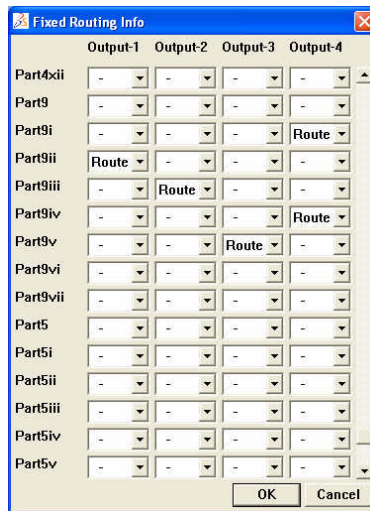 Fixed Routing Info
Output-1 Output-2 Output-3 Output-4
Part4xii - - - -
Part9 - - - -
Part9i - - - Route
Part9ii Route - - -
Part9iii - Route - -
Part9iv - - - Route
Part9v - - Route -
Part9vi - - - -
Part9vii - - - -
Part5 - - - -
Part5i - - - -
Part5ii - - - -
Part5iii - - - -
Part5iv - - - -
Part5v - - - -
OK Cancel